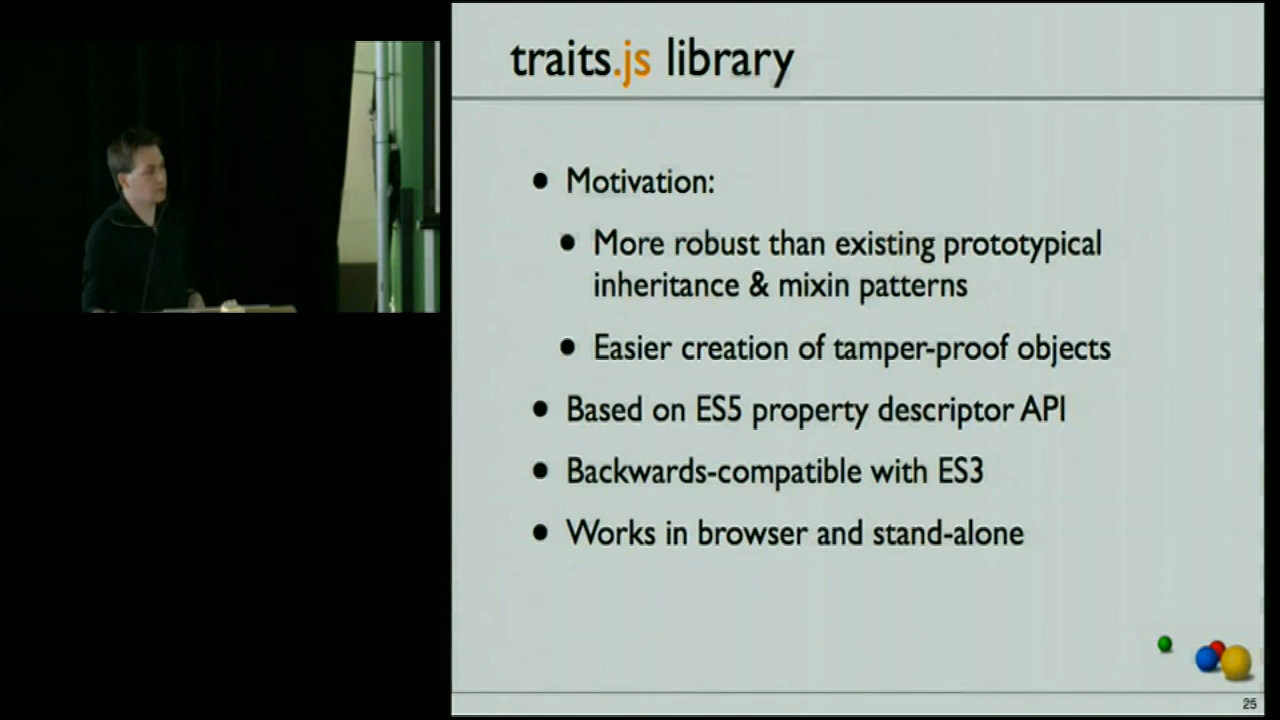 traits.js library
• Motivation:
• More robust than existing prototypical
inheritance & mixin patterns
• Easier creation of tamper-proof objects
• Based on ES5 property descriptor API
• Backwards-compatible with ES3
• Works in browser and stand-alone
25